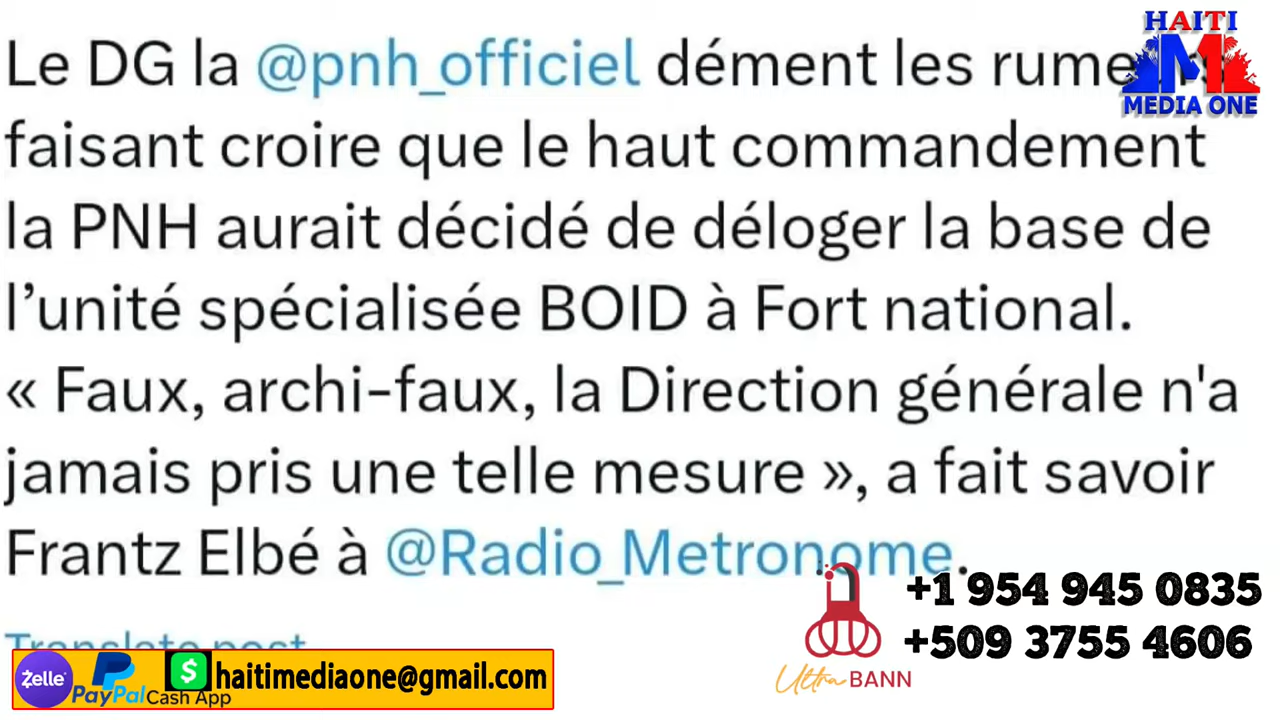 Le DG la @pnh_officiel dément les rume
faisant croire que le haut commandement
la PNH aurait décidé de déloger la base de
l’unité spécialisée BOID à Fort national.
« Faux, archi-faux, la Direction générale n'a
jamais pris une telle mesure », a fait savoir
Frantz Elbé à @Radio_Metronome.
Translate post
HAITI
M
MEDIA ONE
+1 954 945 0835
+509 3755 4606
Ultra BANN
Zelle
PayPal
$
Cash App
haitimediaone@gmail.com